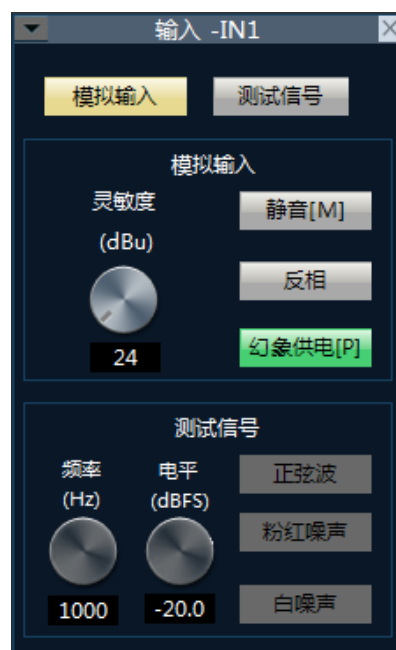 输入 -IN1
模拟输入 测试信号
模拟输入
灵敏度
(dBu)
静音[M]
反相
24
幻象供电[P]
测试信号
频率 电平
(Hz) (dBFS)
正弦波
粉红噪声
白噪声
1000 -20.0